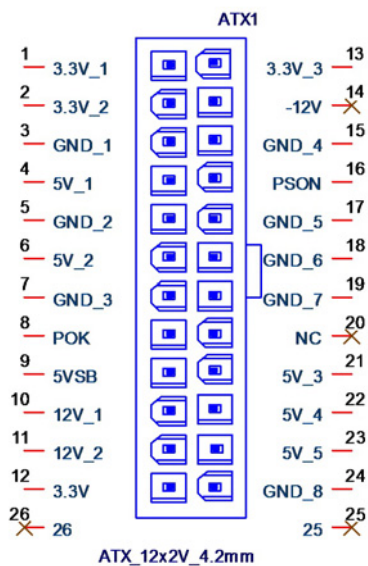 ATX1
1 3.3V_1 3.3V_3 13
2 3.3V_2 -12V 14
3 GND_1 GND_4 15
4 5V_1 PSON 16
5 GND_2 GND_5 17
6 5V_2 GND_6 18
7 GND_3 GND_7 19
8 POK NC 20
9 5VSB 5V_3 21
10 12V_1 5V_4 22
11 12V_2 5V_5 23
12 3.3V GND_8 24
26 26 25 25
ATX_12x2V_4.2mm